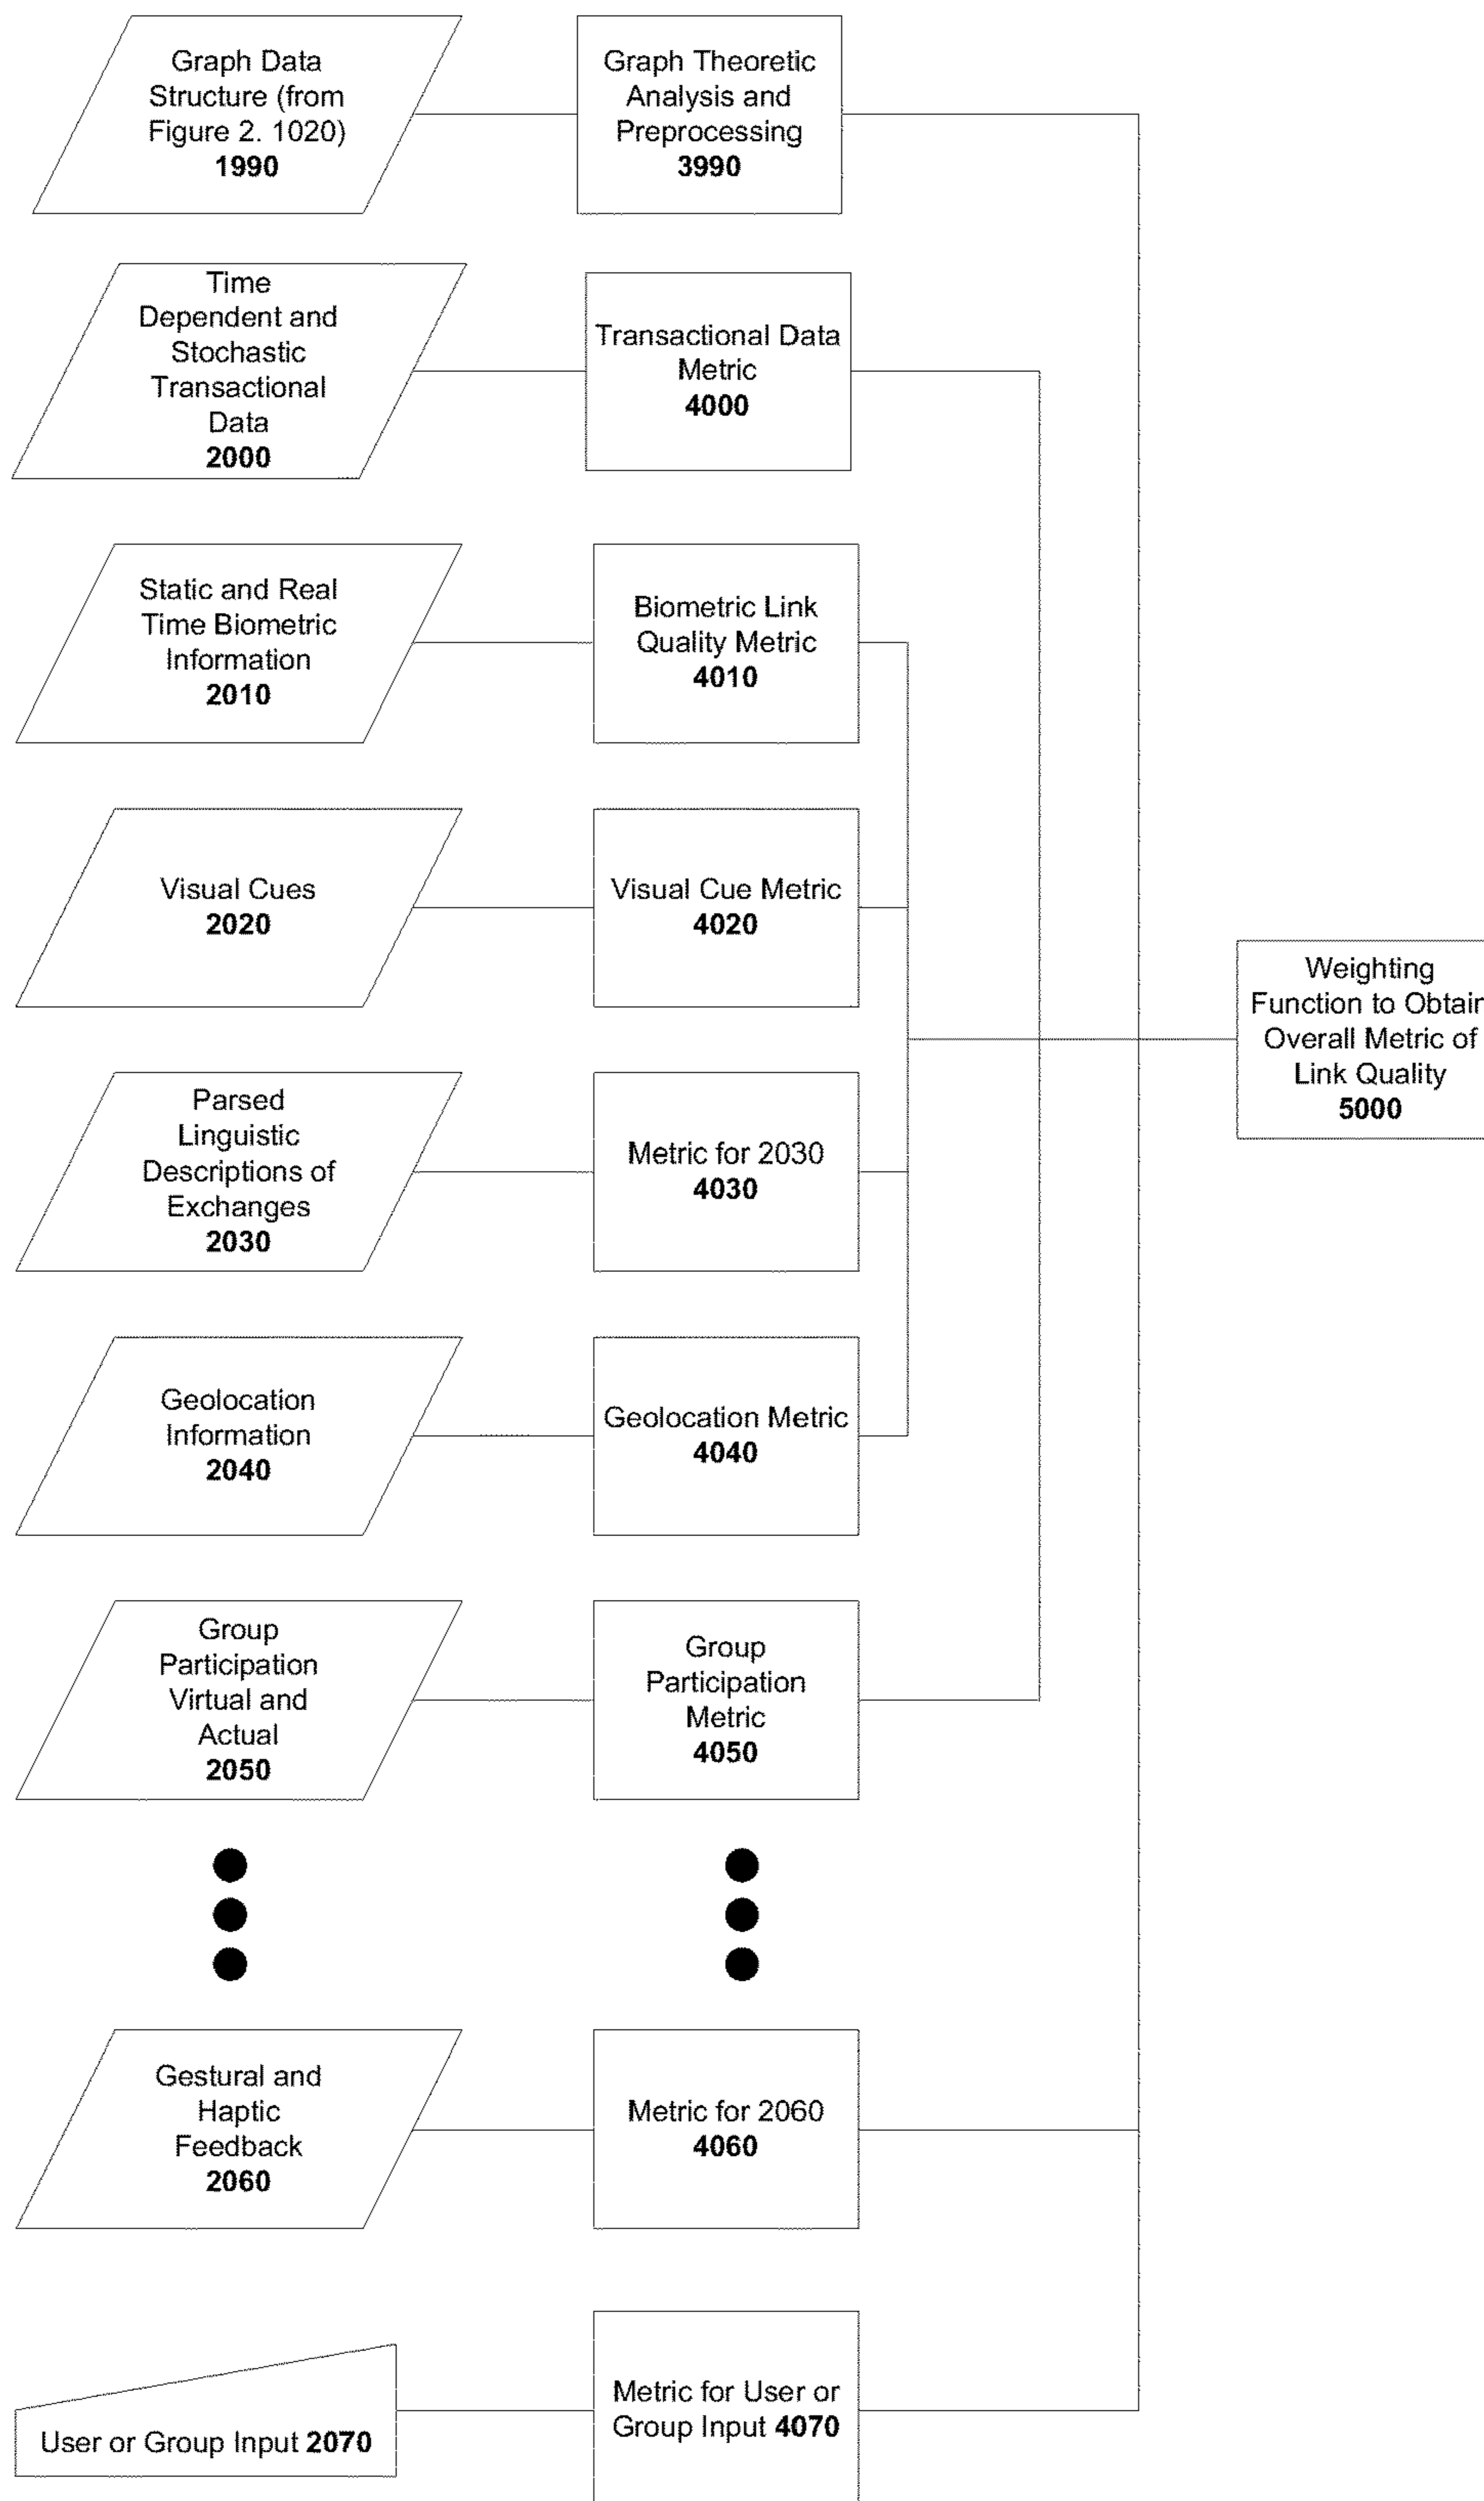 Graph Data
Structure (from
Figure 2. 1020)
1990
Graph Theoretic
Analysis and
Preprocessing
3990
Time
Dependent and
Stochastic
Transactional
Data
2000
Transactional Data
Metric
4000
Static and Real
Time Biometric
Information
2010
Biometric Link
Quality Metric
4010
Visual Cues
2020
Visual Cue Metric
4020
Weighting
Function to Obtain
Overall Metric of
Link Quality
5000
Parsed
Linguistic
Descriptions of
Exchanges
2030
Metric for 2030
4030
Geolocation
Information
2040
Geolocation Metric
4040
Group
Participation
Virtual and
Actual
2050
Group
Participation
Metric
4050
Gestural and
Haptic
Feedback
2060
Metric for 2060
4060
User or Group Input 2070
Metric for User or
Group Input 4070